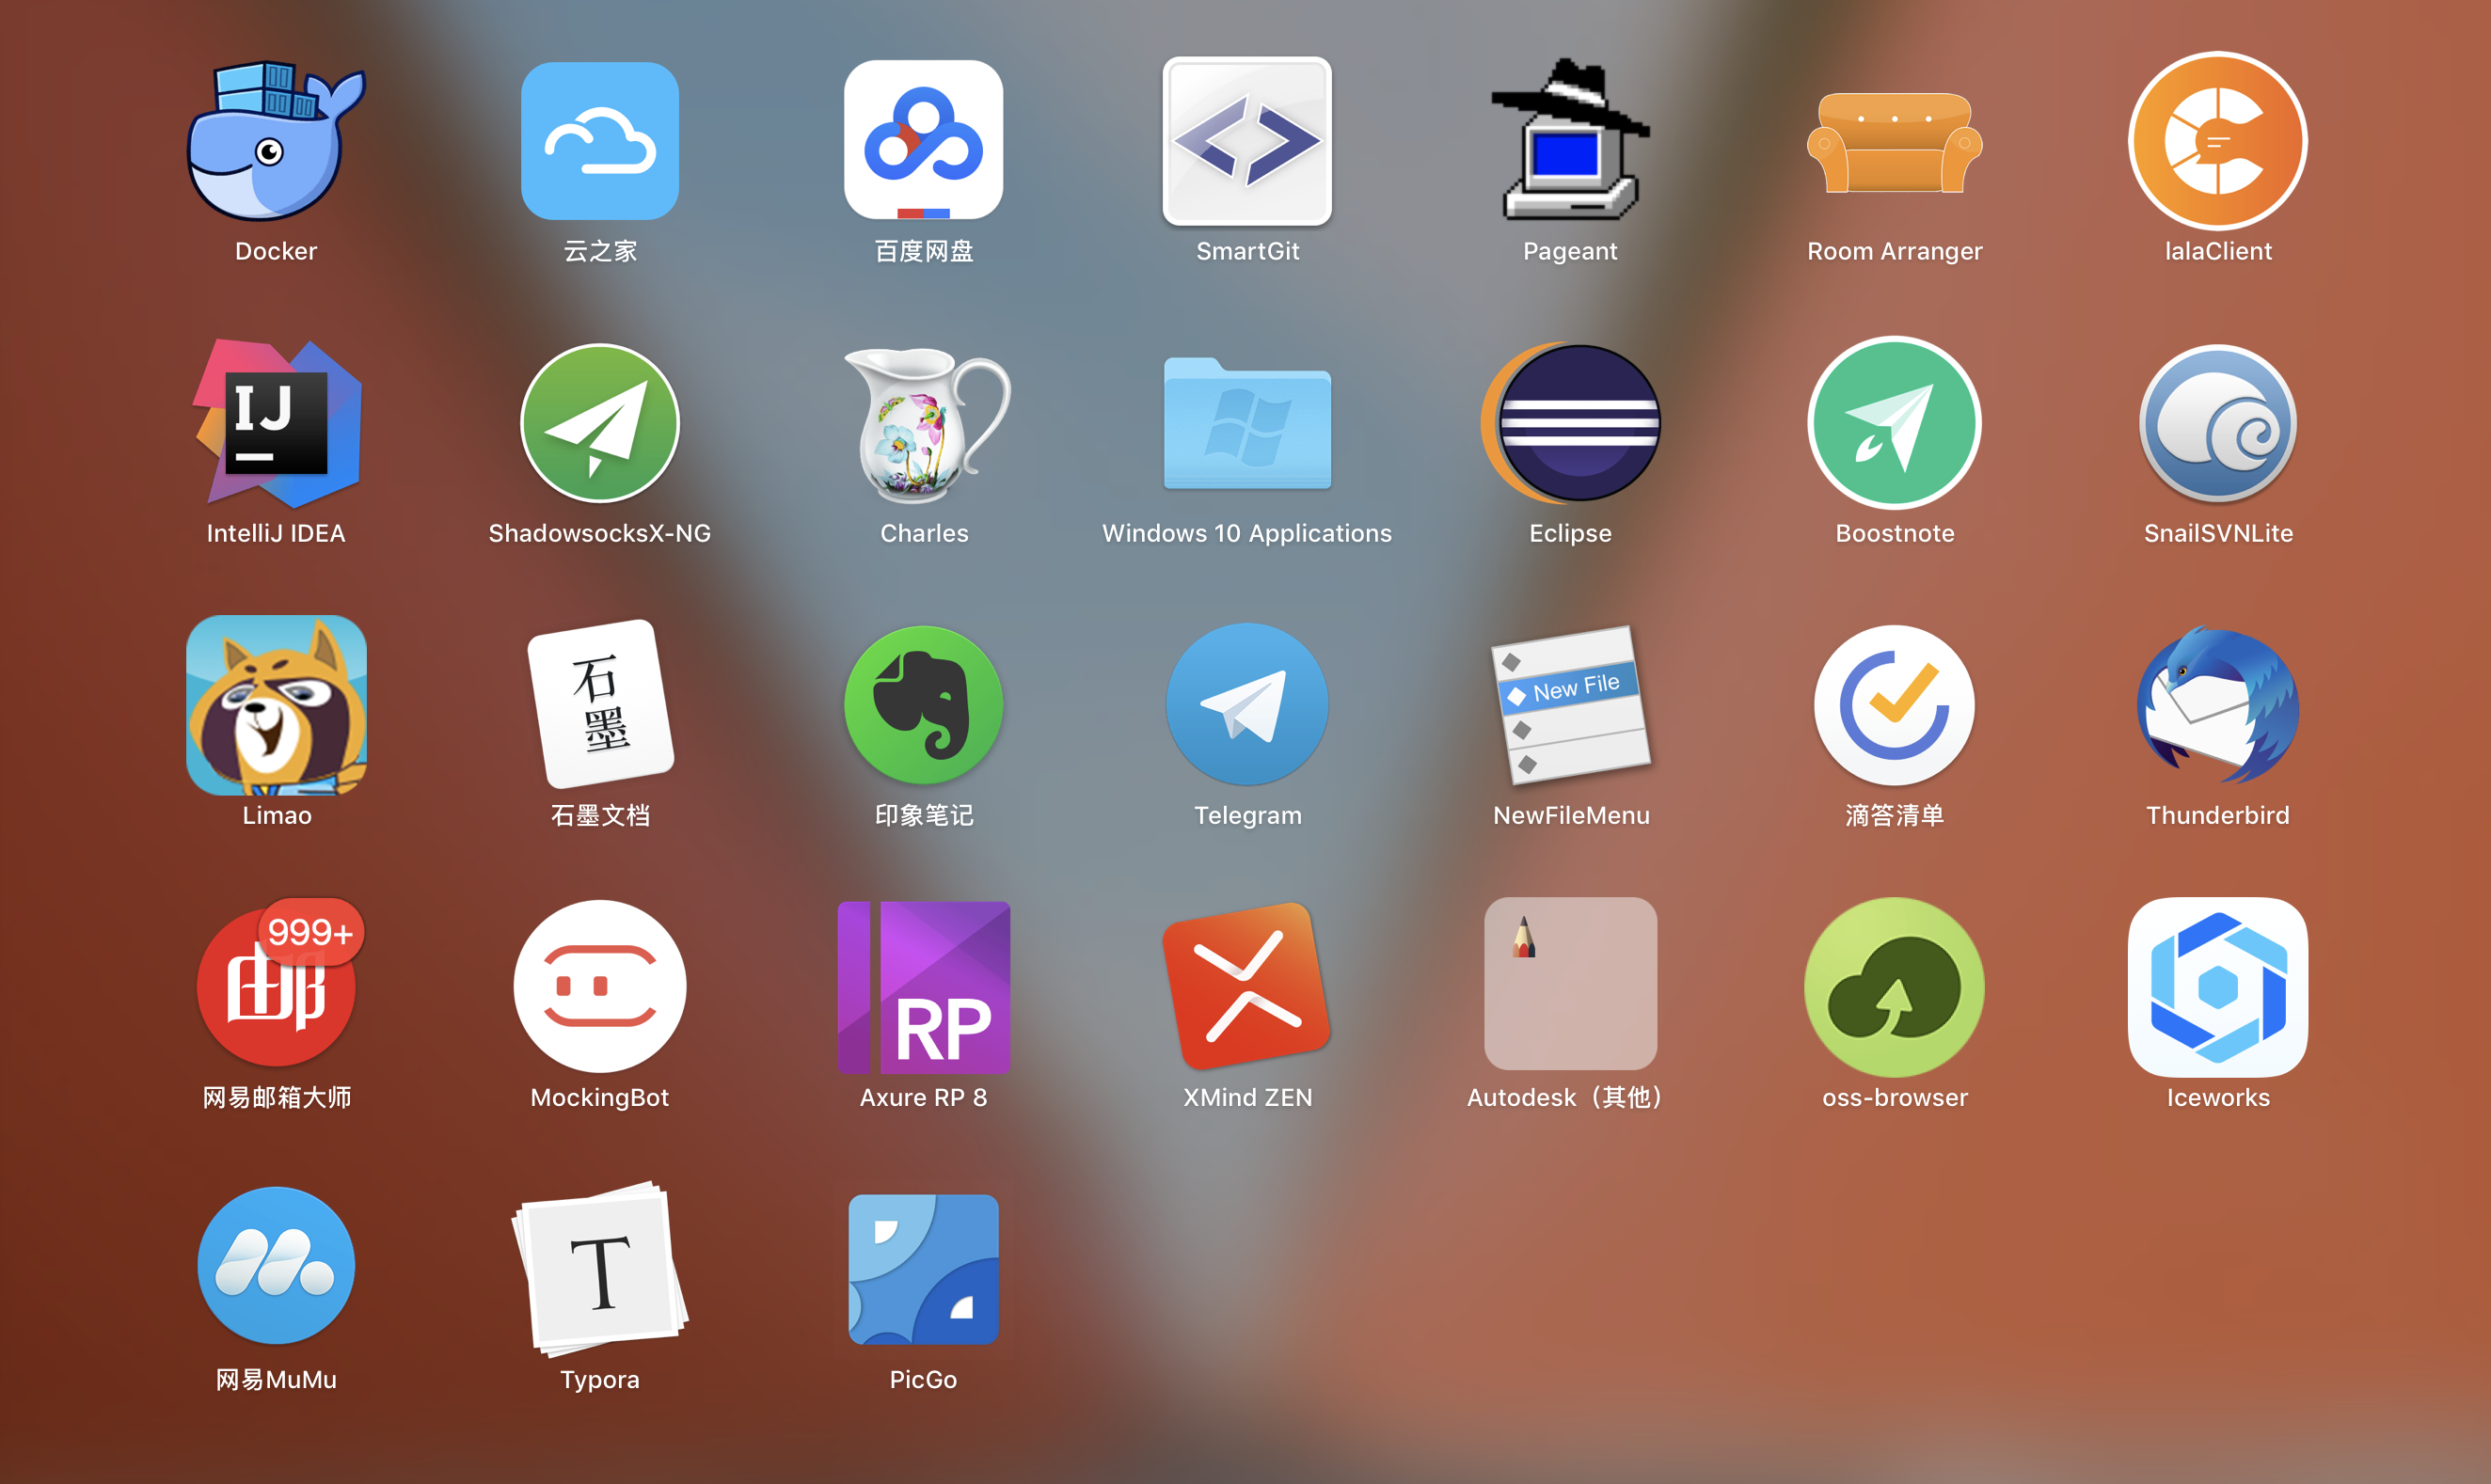 Docker
云之家
百度网盘
SmartGit
Pageant
Room Arranger
lalaClient
IJ
IntelliJ IDEA
ShadowsocksX-NG
Charles
Windows 10 Applications
Eclipse
Boostnote
SnailSVNLite
Limao
石墨
石墨文档
印象笔记
Telegram
New File
NewFileMenu
滴答清单
Thunderbird
999+
邮
网易邮箱大师
MockingBot
RP
Axure RP 8
XMind ZEN
Autodesk（其他）
oss-browser
Iceworks
网易MuMu
T
Typora
PicGo